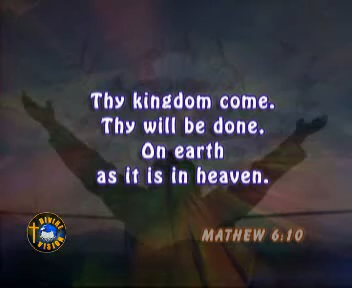 Thy kingdom come.
Thy will be done.
On earth
as it is in heaven.
MATHEW 6:10
DIVINE
VISION